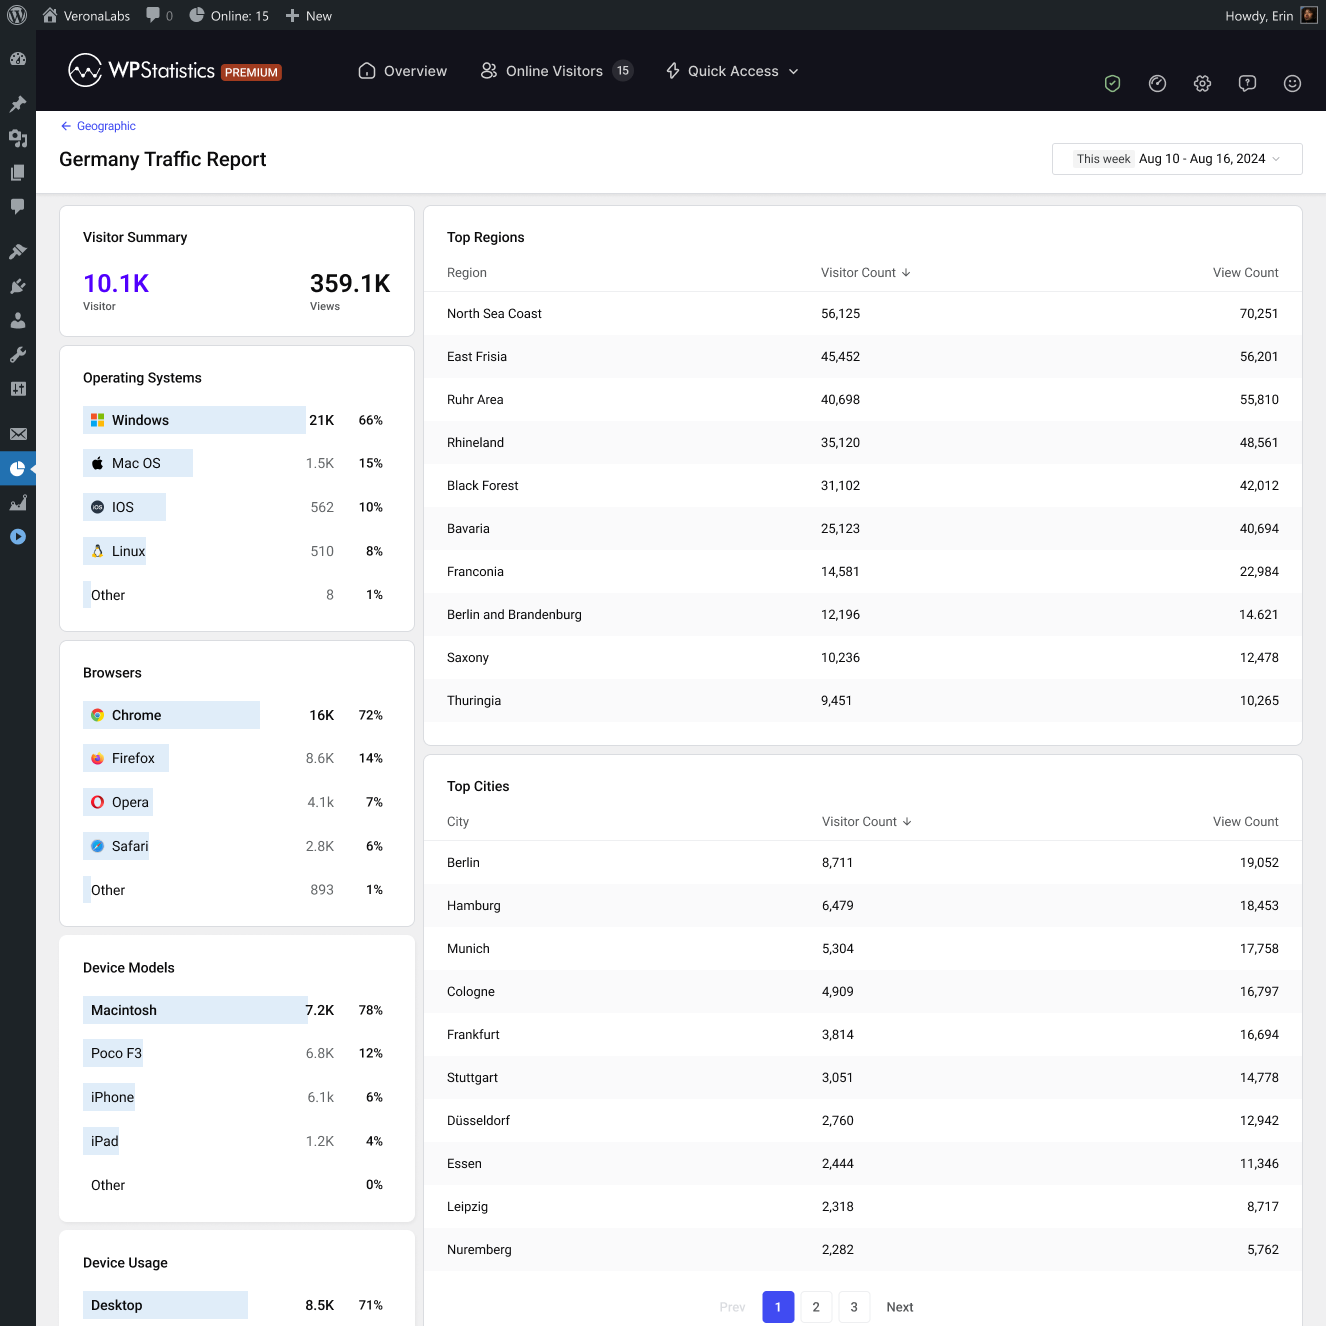 VeronaLabs 0 Online: 15 New Howdy, Erin
WPStatistics PREMIUM Overview Online Visitors 15 Quick Access
Geographic
Germany Traffic Report
This week Aug 10 - Aug 16, 2024
Visitor Summary
10.1K 359.1K
Visitor Views
Operating Systems
Windows 21K 66%
Mac OS 1.5K 15%
iOS IOS 562 10%
Linux 510 8%
Other 8 1%
Browsers
Chrome 16K 72%
Firefox 8.6K 14%
Opera 4.1k 7%
Safari 2.8K 6%
Other 893 1%
Device Models
Macintosh 7.2K 78%
Poco F3 6.8K 12%
iPhone 6.1k 6%
iPad 1.2K 4%
Other 0%
Device Usage
Desktop 8.5K 71%
Top Regions
Region Visitor Count View Count
North Sea Coast 56,125 70,251
East Frisia 45,452 56,201
Ruhr Area 40,698 55,810
Rhineland 35,120 48,561
Black Forest 31,102 42,012
Bavaria 25,123 40,694
Franconia 14,581 22,984
Berlin and Brandenburg 12,196 14.621
Saxony 10,236 12,478
Thuringia 9,451 10,265
Top Cities
City Visitor Count View Count
Berlin 8,711 19,052
Hamburg 6,479 18,453
Munich 5,304 17,758
Cologne 4,909 16,797
Frankfurt 3,814 16,694
Stuttgart 3,051 14,778
Düsseldorf 2,760 12,942
Essen 2,444 11,346
Leipzig 2,318 8,717
Nuremberg 2,282 5,762
Prev 1 2 3 Next